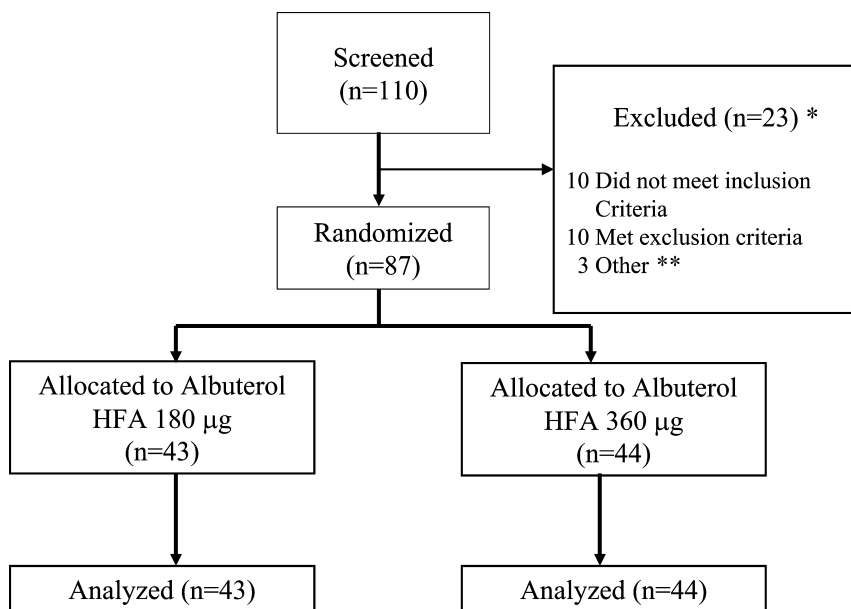 Screened
(n=110)
Excluded (n=23) *
10 Did not meet inclusion
Criteria
10 Met exclusion criteria
3 Other **
Randomized
(n=87)
Allocated to Albuterol
HFA 180 μg
(n=43)
Allocated to Albuterol
HFA 360 μg
(n=44)
Analyzed (n=43)
Analyzed (n=44)